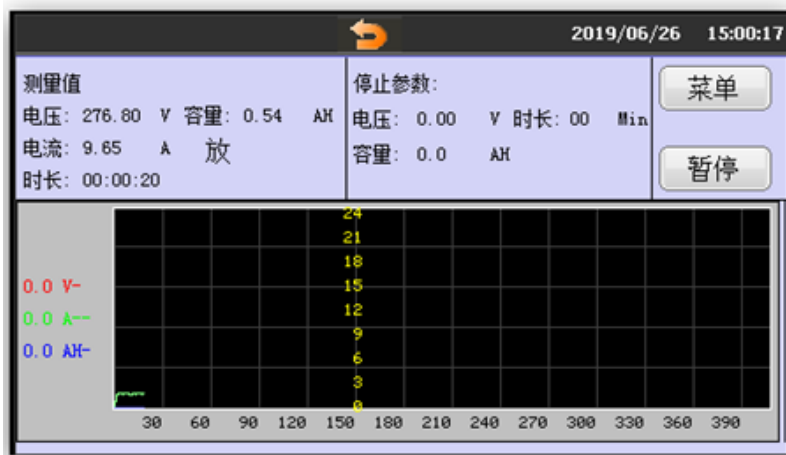 2019/06/26 15:00:17
测量值
电压: 276.80 V 容量: 0.54 AH
电流: 9.65 A 放
时长: 00:00:20
停止参数:
电压: 0.00 V 时长: 00 Min
容量: 0.0 AH
菜单
暂停
24
21
18
15
12
9
6
3
0
0.0 V-
0.0 A--
0.0 AH-
30 60 90 120 150 180 210 240 270 300 330 360 390